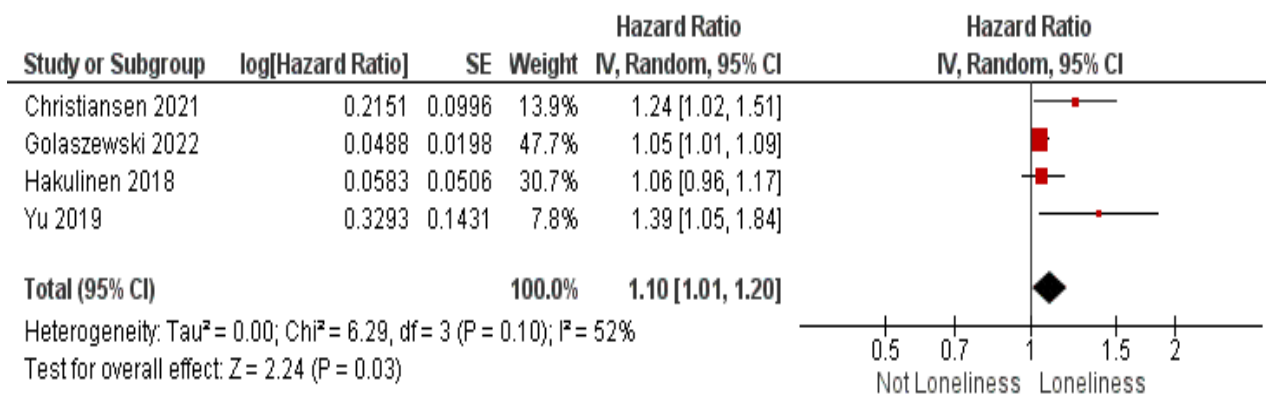 Hazard Ratio Hazard Ratio
Study or Subgroup log[Hazard Ratio] SE Weight IV, Random, 95% CI IV, Random, 95% CI
Christiansen 2021 0.2151 0.0996 13.9% 1.24 [1.02, 1.51]
Golaszewski 2022 0.0488 0.0198 47.7% 1.05 [1.01, 1.09]
Hakulinen 2018 0.0583 0.0506 30.7% 1.06 [0.96, 1.17]
Yu 2019 0.3293 0.1431 7.8% 1.39 [1.05, 1.84]
Total (95% CI) 100.0% 1.10 [1.01, 1.20]
Heterogeneity: Tau² = 0.00; Chi² = 6.29, df = 3 (P = 0.10); I² = 52%
Test for overall effect: Z = 2.24 (P = 0.03)
0.5 0.7 1 1.5 2
Not Loneliness Loneliness